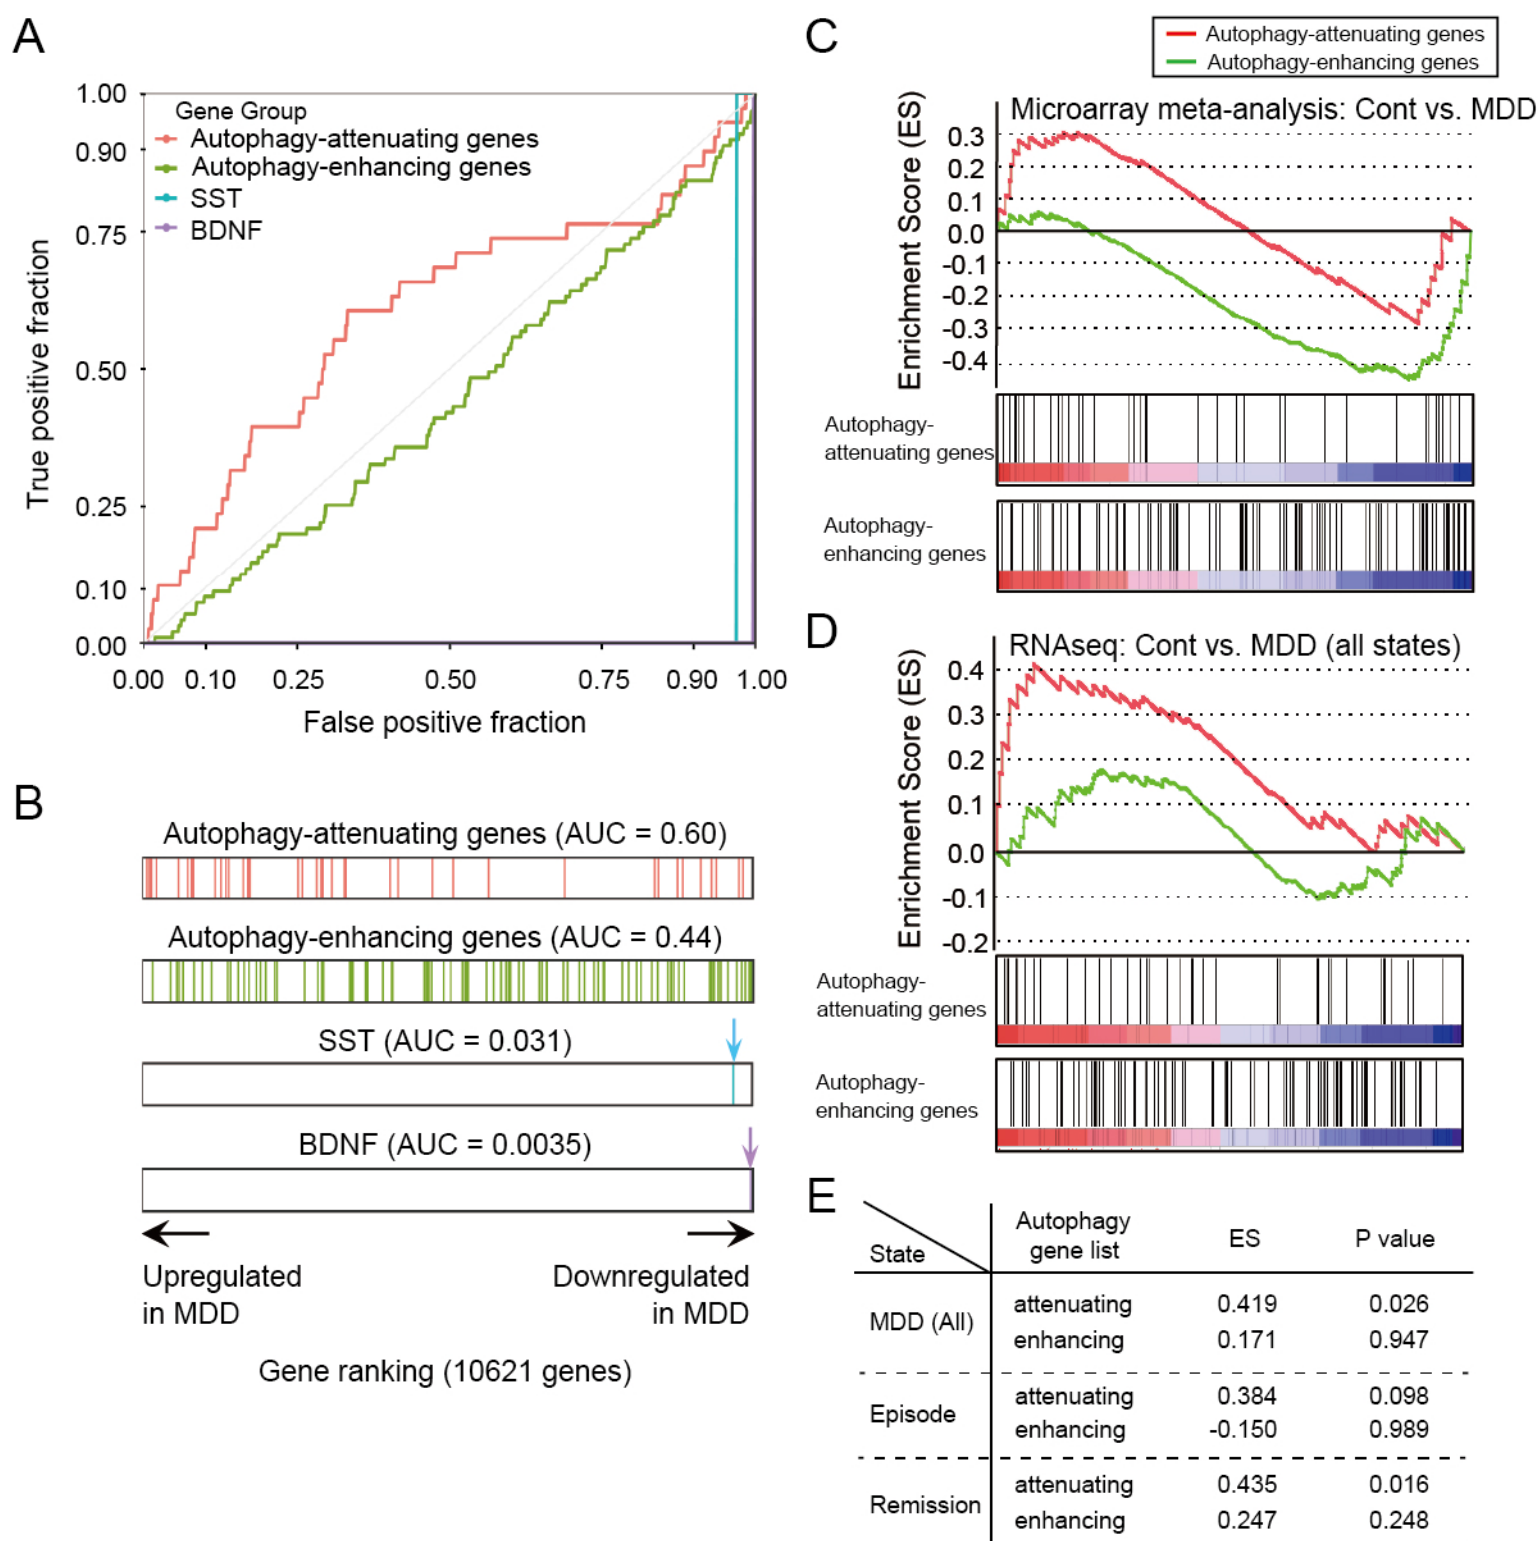 A
1.00
0.90
0.75
0.50
0.25
0.10
0.00
True positive fraction
Gene Group
Autophagy-attenuating genes
Autophagy-enhancing genes
SST
BDNF
0.00 0.10 0.25 0.50 0.75 0.90 1.00
False positive fraction
B
Autophagy-attenuating genes (AUC = 0.60)
Autophagy-enhancing genes (AUC = 0.44)
SST (AUC = 0.031)
BDNF (AUC = 0.0035)
Upregulated
in MDD
Downregulated
in MDD
Gene ranking (10621 genes)
C
Autophagy-attenuating genes
Autophagy-enhancing genes
Microarray meta-analysis: Cont vs. MDD
Enrichment Score (ES)
0.3
0.2
0.1
0.0
-0.1
-0.2
-0.3
-0.4
Autophagy-
attenuating genes
Autophagy-
enhancing genes
D
RNAseq: Cont vs. MDD (all states)
Enrichment Score (ES)
0.4
0.3
0.2
0.1
0.0
-0.1
-0.2
Autophagy-
attenuating genes
Autophagy-
enhancing genes
E
State
Autophagy
gene list
ES
P value
MDD (All)
attenuating 0.419 0.026
enhancing 0.171 0.947
Episode
attenuating 0.384 0.098
enhancing -0.150 0.989
Remission
attenuating 0.435 0.016
enhancing 0.247 0.248